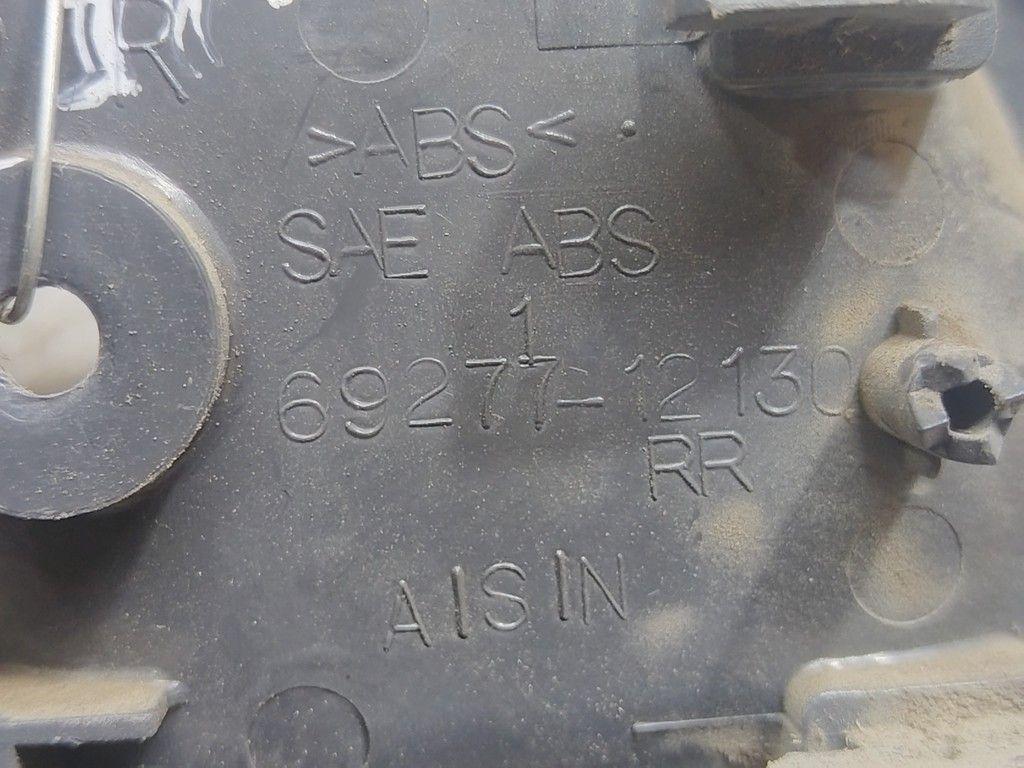 R
>ABS<
SAE ABS
1
69277-12130
RR
AISIN